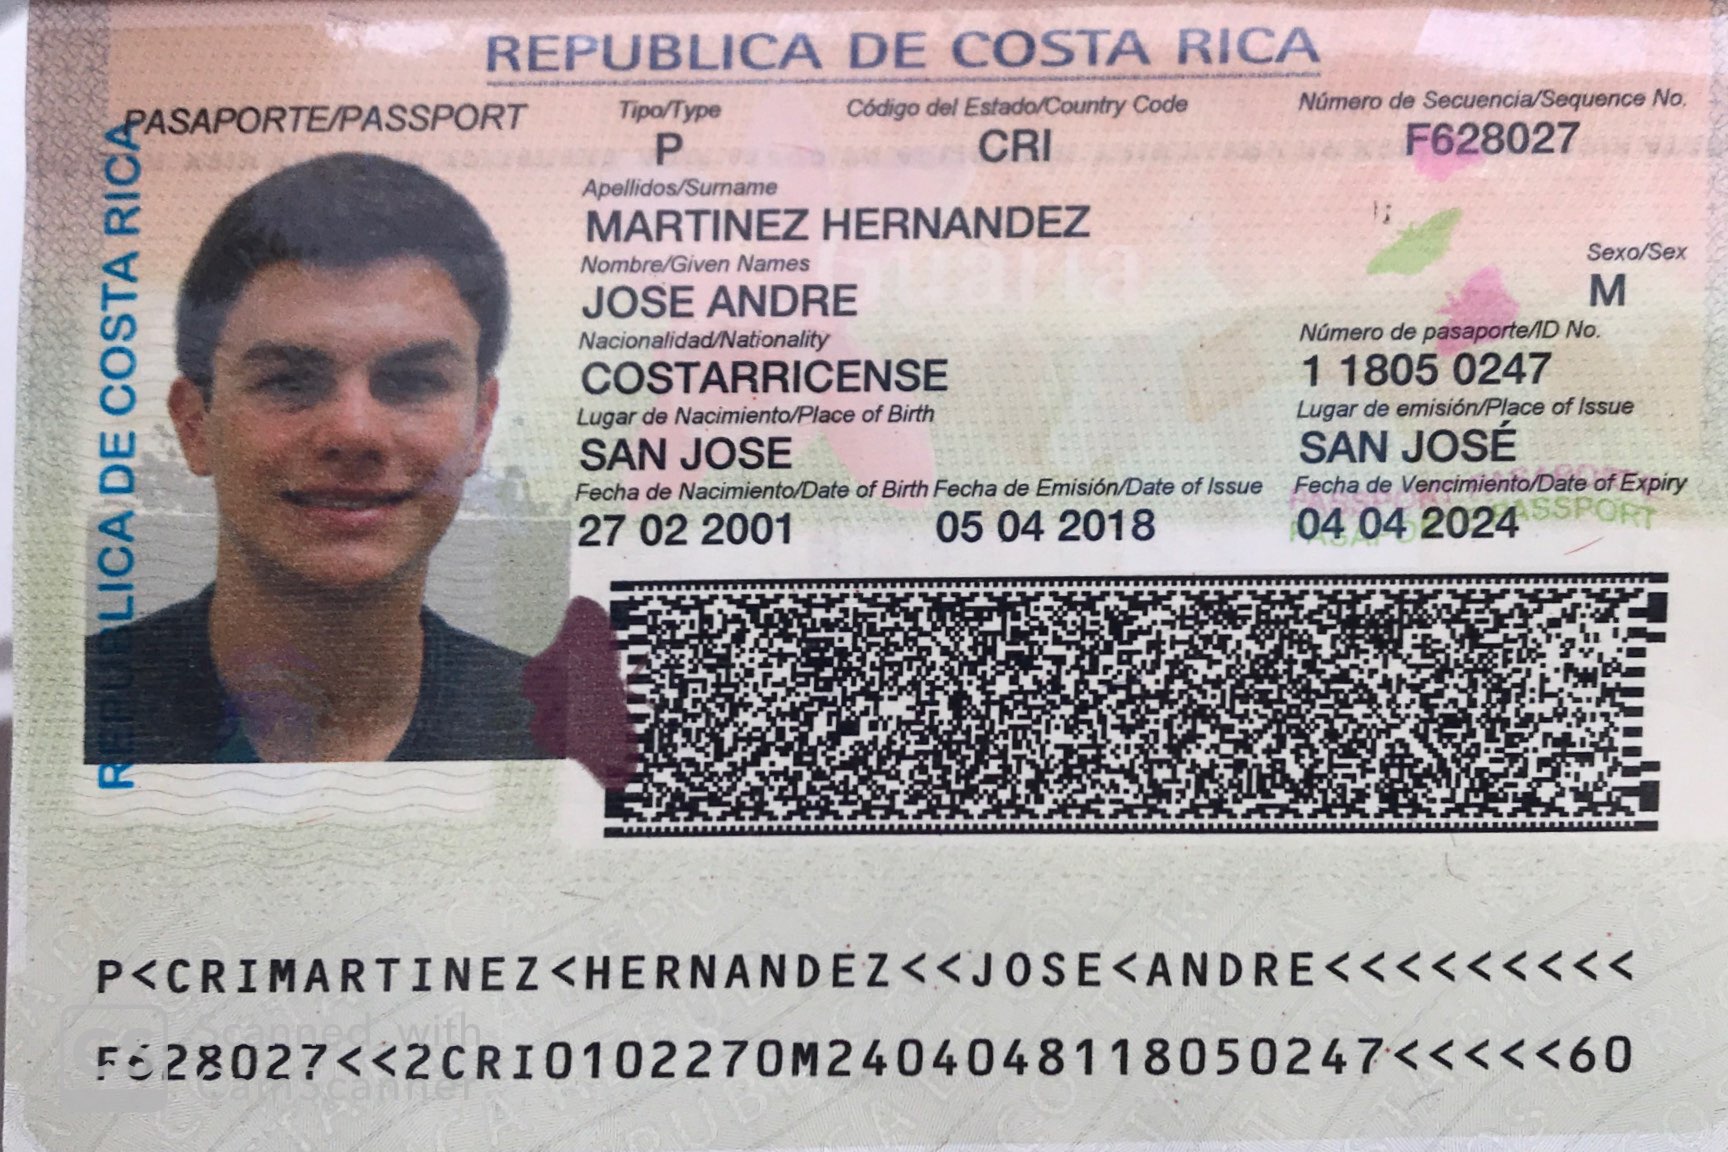 REPUBLICA DE COSTA RICA
PASAPORTE/PASSPORT
Tipo/Type
P
Código del Estado/Country Code
CRI
Número de Secuencia/Sequence No.
F628027
Apellidos/Surname
MARTINEZ HERNANDEZ
Nombre/Given Names
JOSE ANDRE
Sexo/Sex
M
Nacionalidad/Nationality
COSTARRICENSE
Número de pasaporte/ID No.
1 1805 0247
Lugar de Nacimiento/Place of Birth
SAN JOSE
Lugar de emisión/Place of Issue
SAN JOSÉ
Fecha de Nacimiento/Date of Birth
27 02 2001
Fecha de Emisión/Date of Issue
05 04 2018
Fecha de Vencimiento/Date of Expiry
04 04 2024
PASSPORT
REPUBLICA DE COSTA RICA
P<CRIMARTINEZ<HERNANDEZ<<JOSE<ANDRE<<<<<<<<<
F628027<<2CRI0102270M2404048118050247<<<<<60
CS
Scanned with
CamScanner